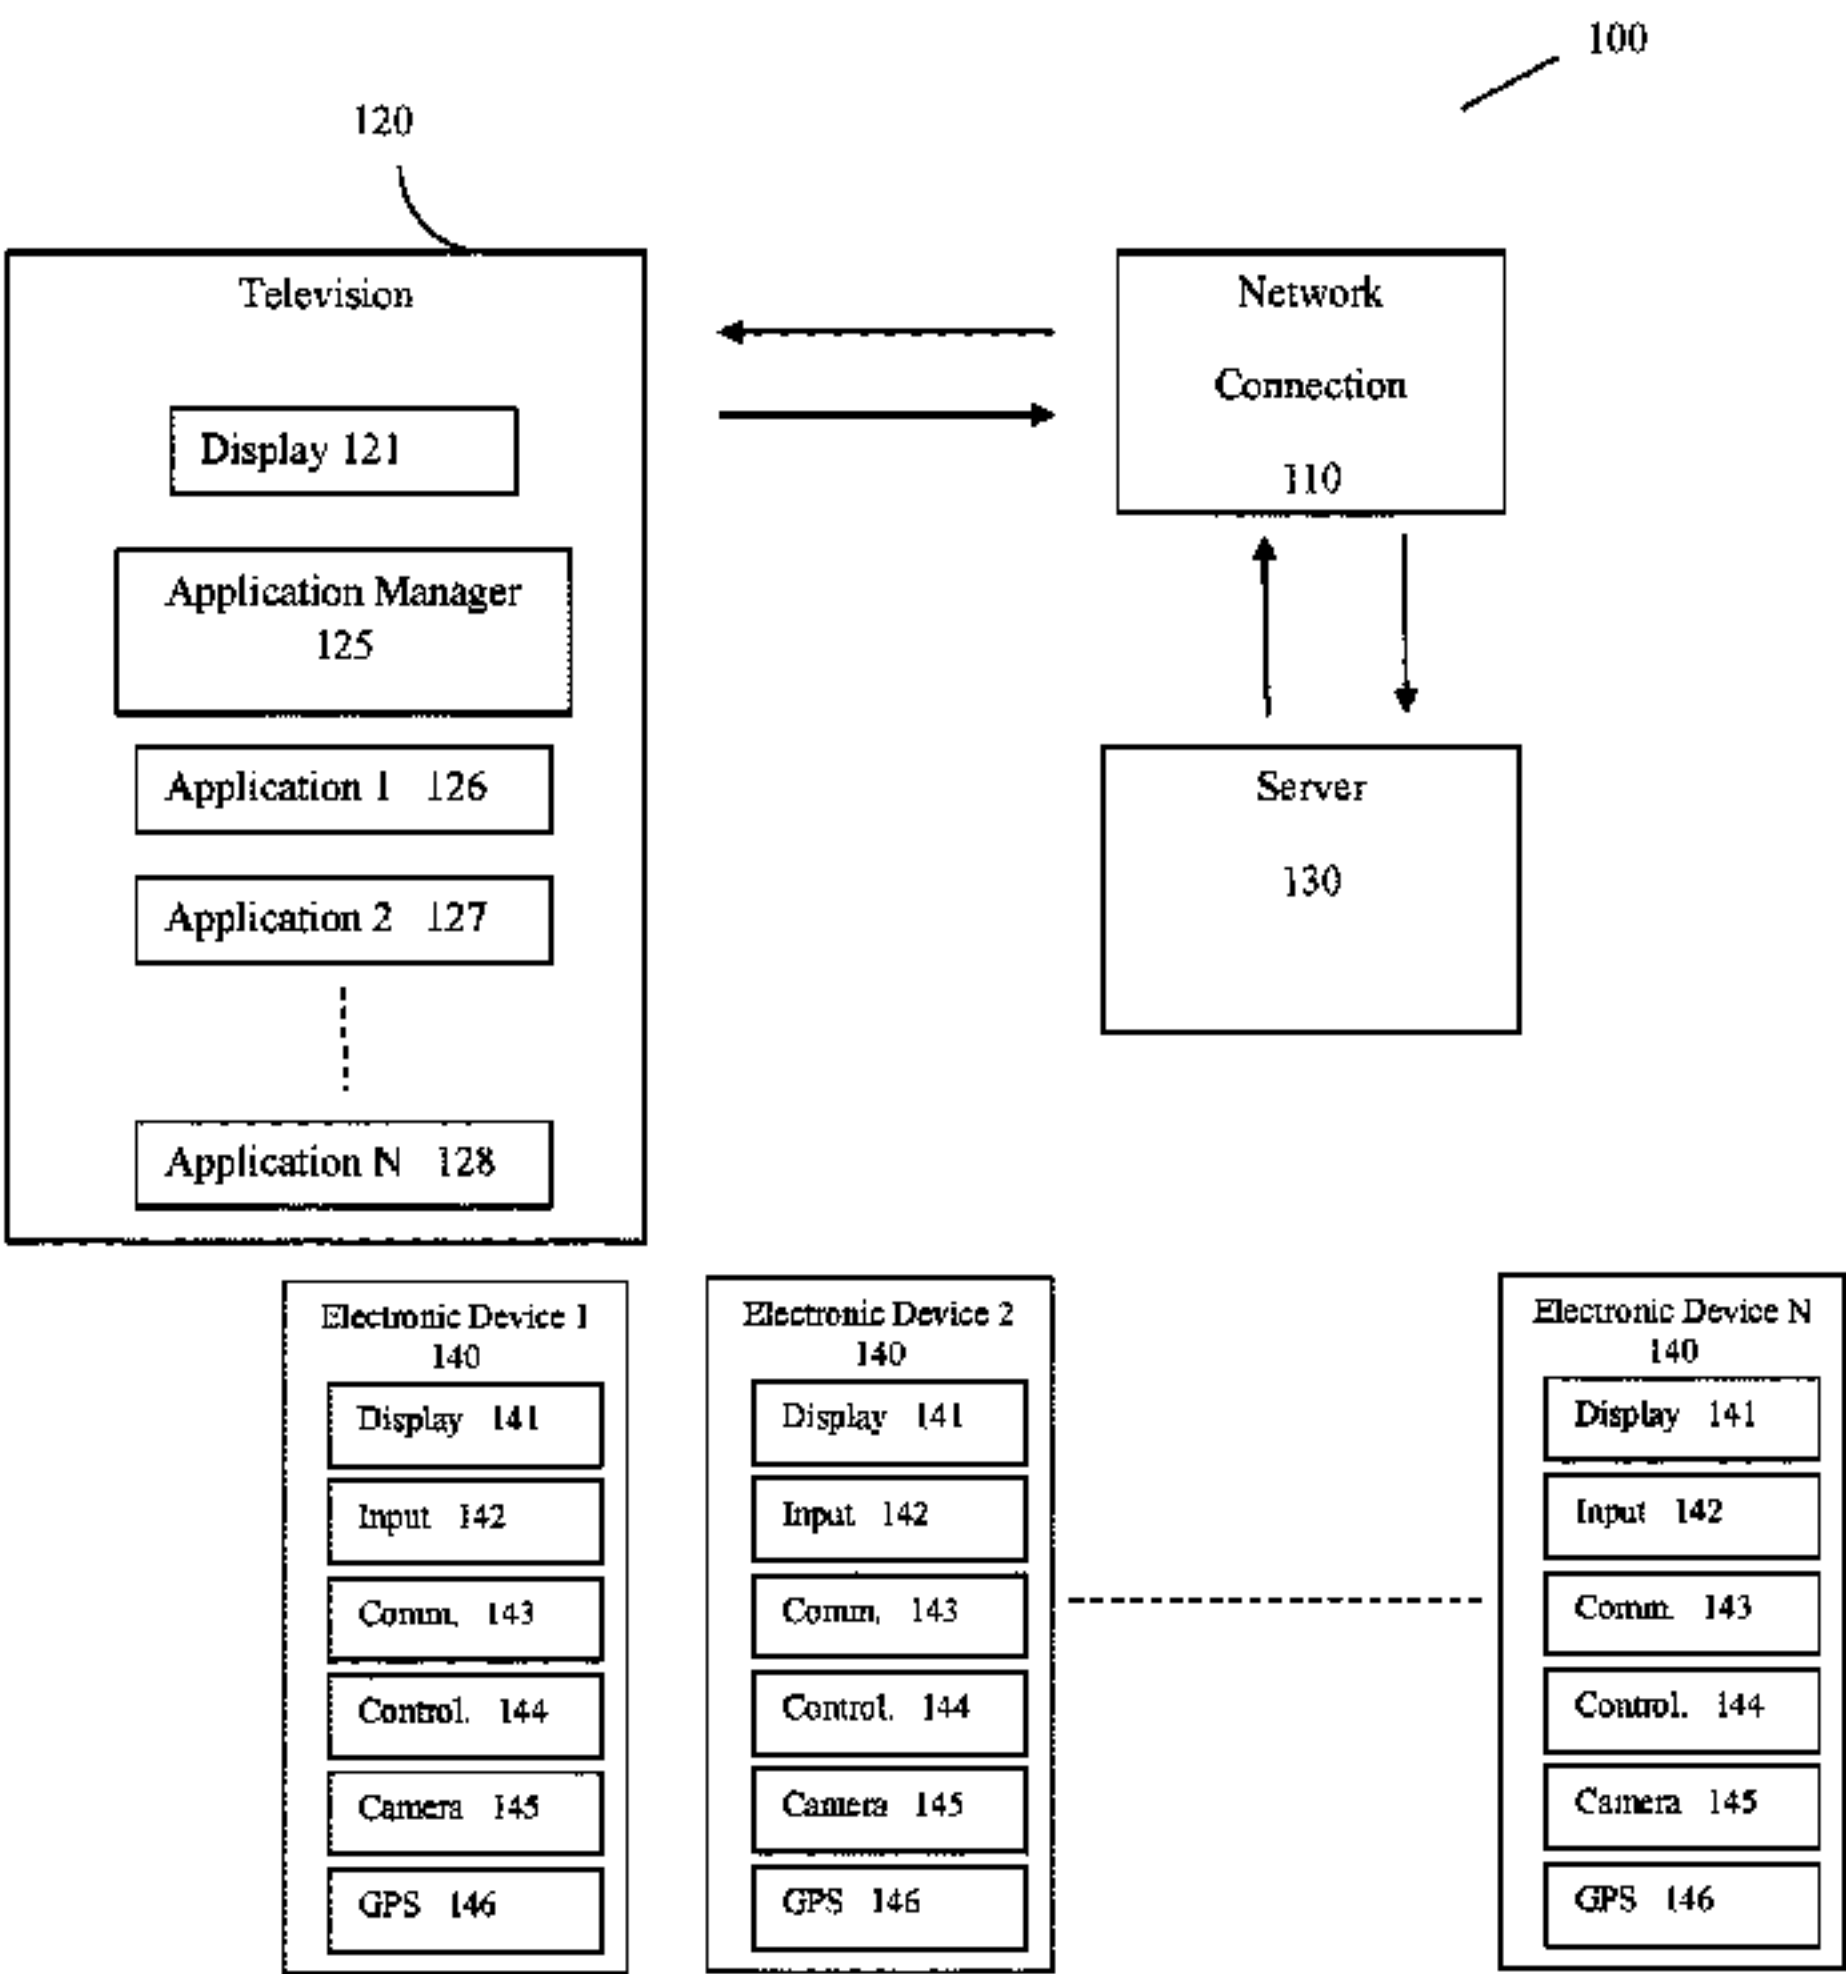 100
120
Television
Display 121
Application Manager
125
Application 1 126
Application 2 127
Application N 128
Network
Connection
110
Server
130
Electronic Device 1
140
Display 141
Input 142
Comm. 143
Control. 144
Camera 145
GPS 146
Electronic Device 2
140
Display 141
Input 142
Comm. 143
Control. 144
Camera 145
GPS 146
Electronic Device N
140
Display 141
Input 142
Comm. 143
Control. 144
Camera 145
GPS 146